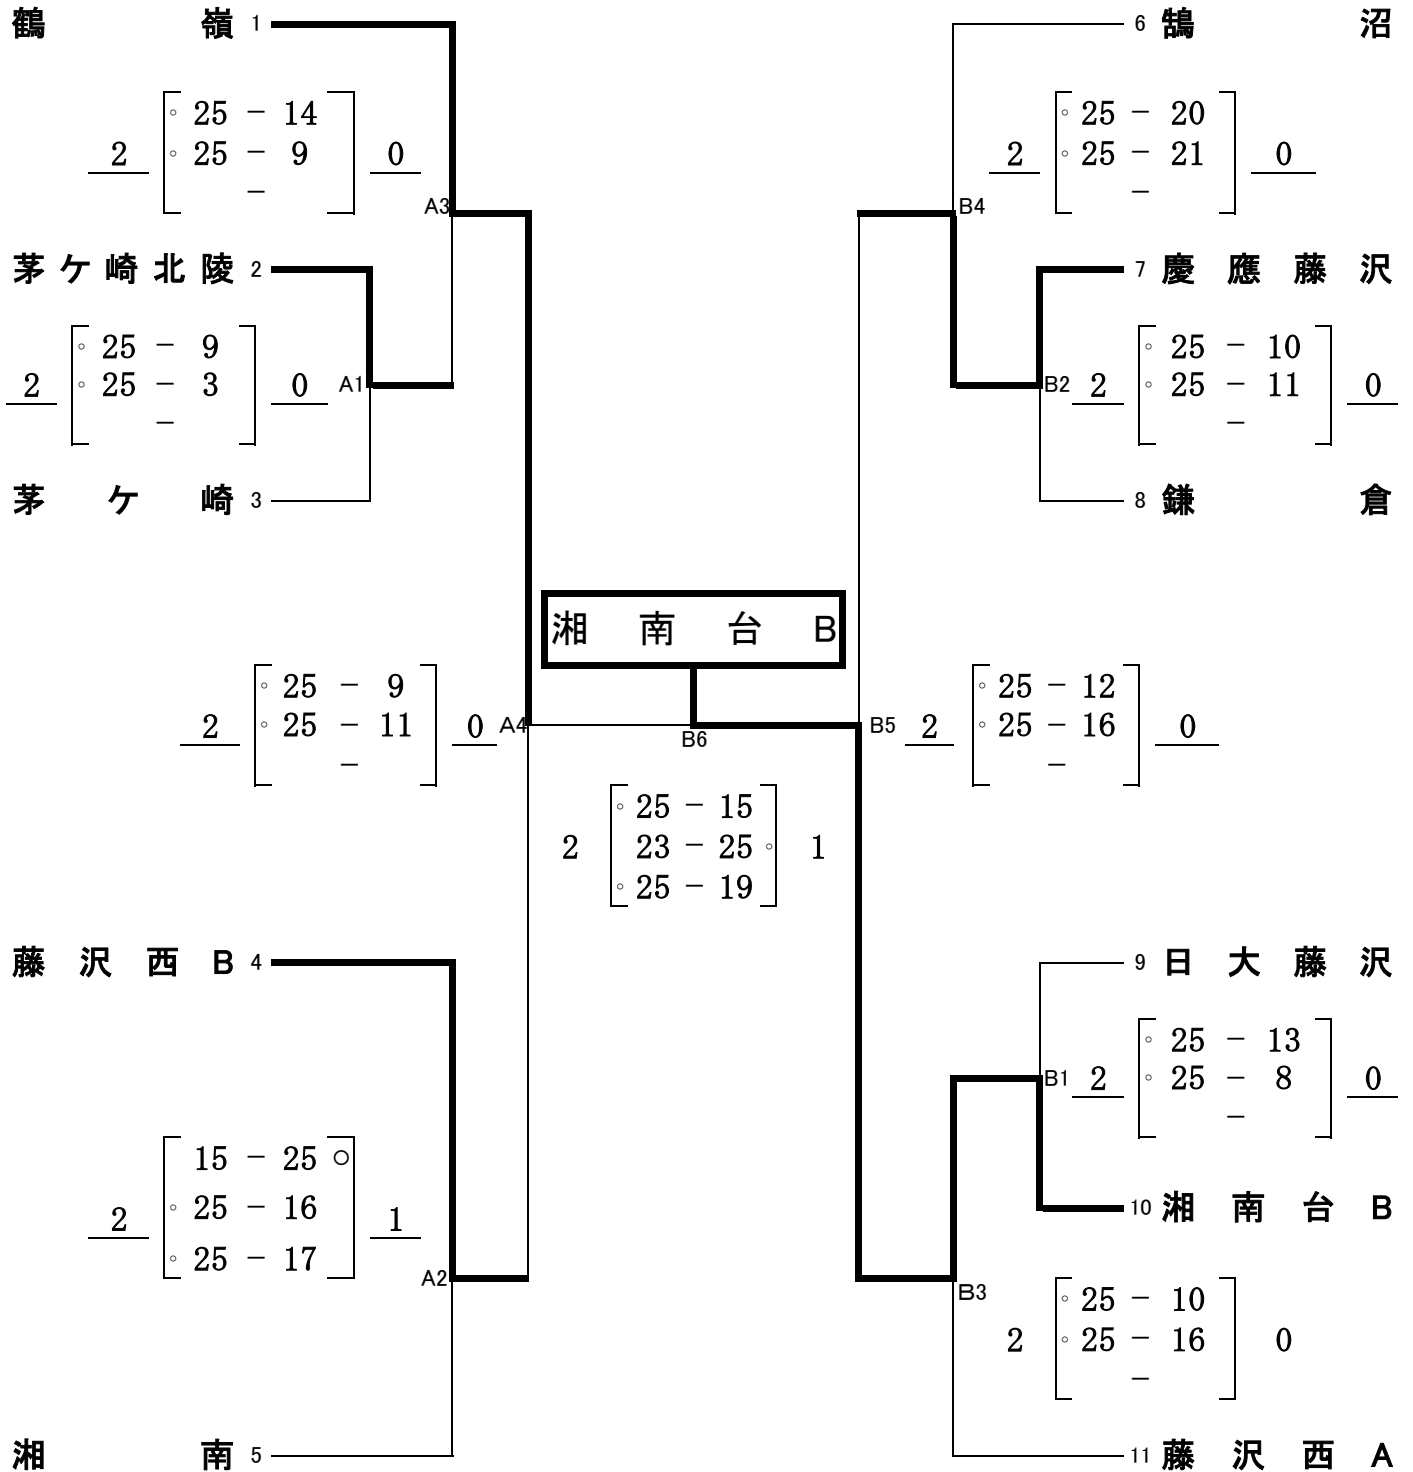 鶴嶺 1
2 ◦ 25 － 14 0
◦ 25 － 9
－
A3
茅ケ崎北陵 2
2 ◦ 25 － 9 0
◦ 25 － 3
－
A1
茅ケ崎 3
2 ◦ 25 － 9 0
◦ 25 － 11
－
A4
藤沢西B 4
2 15 － 25 ○ 1
◦ 25 － 16
◦ 25 － 17
A2
湘南 5
湘南台B
B6
2 ◦ 25 － 15 1
23 － 25 ◦
◦ 25 － 19
6 鵠沼
2 ◦ 25 － 20 0
◦ 25 － 21
－
B4
7 慶應藤沢
B2
2 ◦ 25 － 10 0
◦ 25 － 11
－
8 鎌倉
B5
2 ◦ 25 － 12 0
◦ 25 － 16
－
9 日大藤沢
B1
2 ◦ 25 － 13 0
◦ 25 － 8
－
10 湘南台B
B3
2 ◦ 25 － 10 0
◦ 25 － 16
－
11 藤沢西A